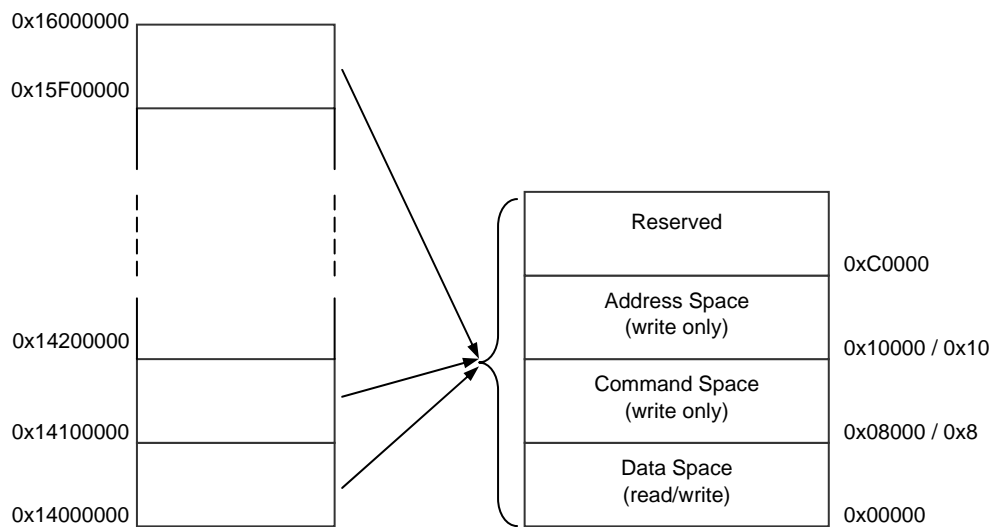 0x16000000
0x15F00000
0x14200000
0x14100000
0x14000000
Reserved
0xC0000
Address Space
(write only)
0x10000 / 0x10
Command Space
(write only)
0x08000 / 0x8
Data Space
(read/write)
0x00000